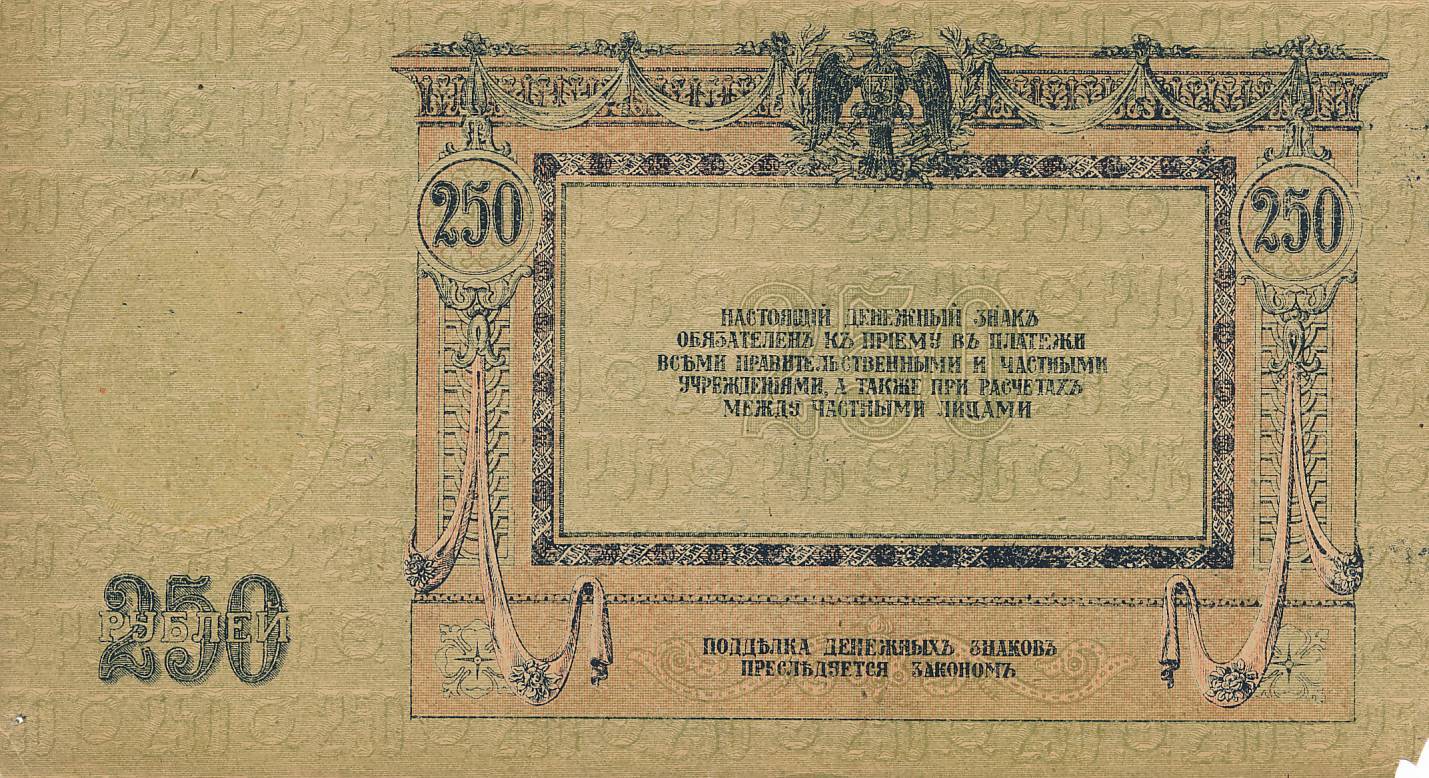 250
250
НАСТОЯЩІЙ ДЕНЕЖНЫЙ ЗНАКЪ
ОБЯЗАТЕЛЕНЪ КЪ ПРІЕМУ ВЪ ПЛАТЕЖИ
ВСѢМИ ПРАВИТЕЛЬСТВЕННЫМИ И ЧАСТНЫМИ
УЧРЕЖДЕНІЯМИ, А ТАКЖЕ ПРИ РАСЧЕТАХЪ
МЕЖДУ ЧАСТНЫМИ ЛИЦАМИ
250
250
РУБЛЕЙ
ПОДДѢЛКА ДЕНЕЖНЫХЪ ЗНАКОВЪ
ПРЕСЛѢДУЕТСЯ ЗАКОНОМЪ